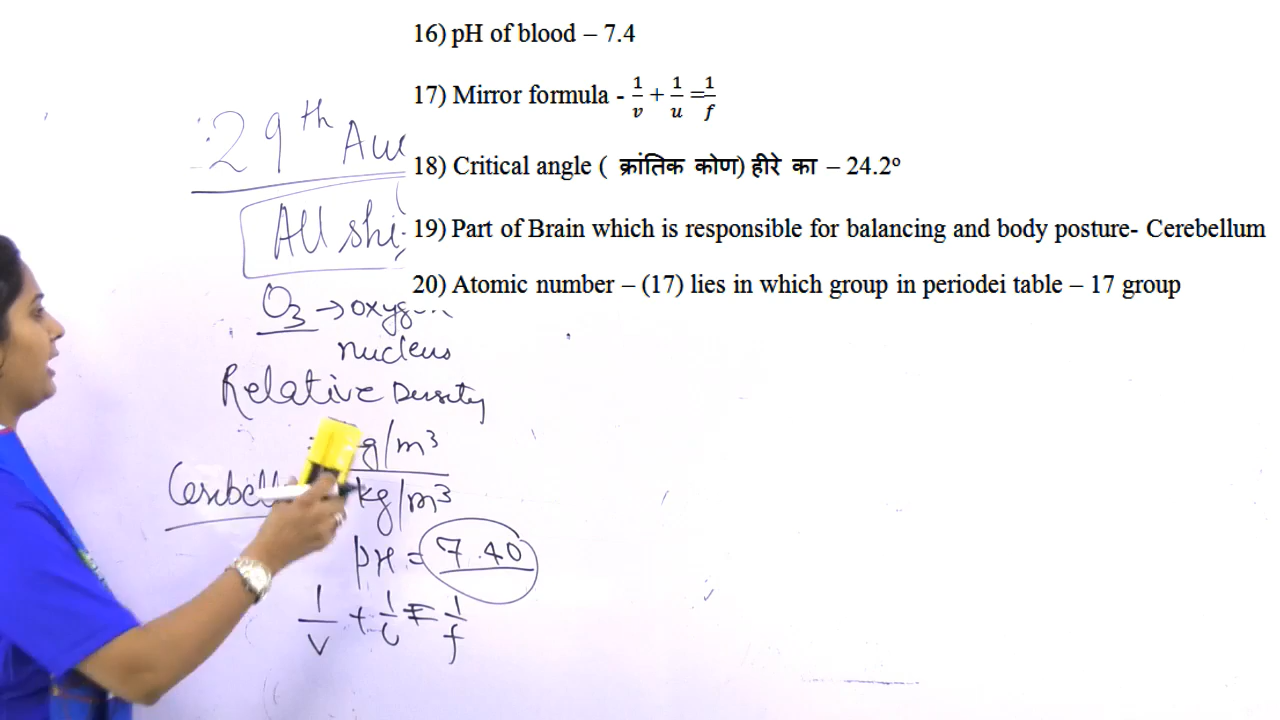 16) pH of blood – 7.4
17) Mirror formula - 1/v + 1/u = 1/f
18) Critical angle ( क्रांतिक कोण) हीरे का – 24.2º
19) Part of Brain which is responsible for balancing and body posture- Cerebellum
20) Atomic number – (17) lies in which group in periodei table – 17 group
29th
All
O3 → oxyg
nucleus
Relative Density
g/m3
Cerebell kg/m3
pH = 7.40
1/v + 1/u = 1/f